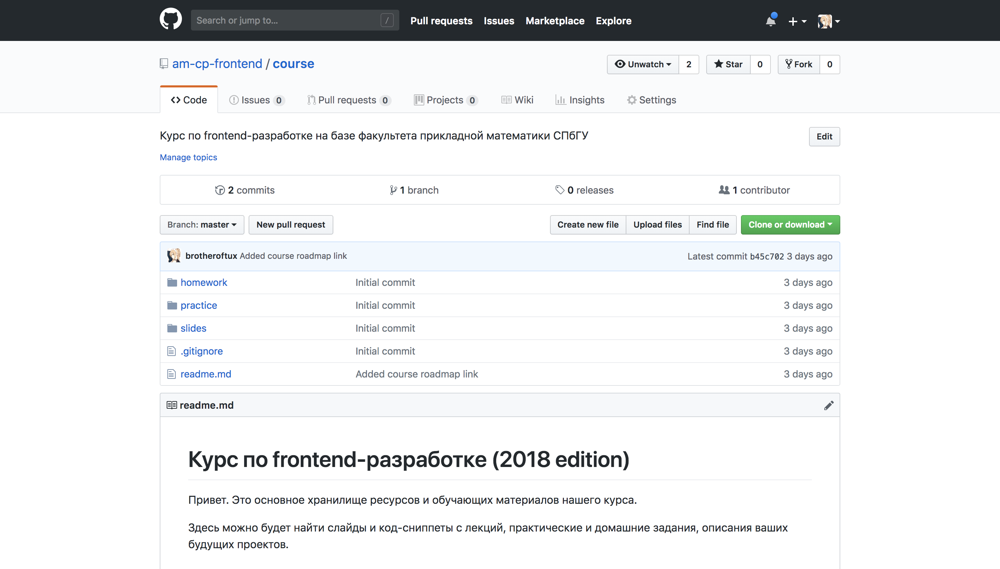 Search or jump to... /
Pull requests Issues Marketplace Explore
am-cp-frontend / course
Unwatch 2 Star 0 Fork 0
Code Issues 0 Pull requests 0 Projects 0 Wiki Insights Settings
Курс по frontend-разработке на базе факультета прикладной математики СПбГУ
Edit
Manage topics
2 commits 1 branch 0 releases 1 contributor
Branch: master New pull request Create new file Upload files Find file Clone or download
brotheroftux Added course roadmap link Latest commit b45c702 3 days ago
homework Initial commit 3 days ago
practice Initial commit 3 days ago
slides Initial commit 3 days ago
.gitignore Initial commit 3 days ago
readme.md Added course roadmap link 3 days ago
readme.md
Курс по frontend-разработке (2018 edition)
Привет. Это основное хранилище ресурсов и обучающих материалов нашего курса.
Здесь можно будет найти слайды и код-сниппеты с лекций, практические и домашние задания, описания ваших
будущих проектов.